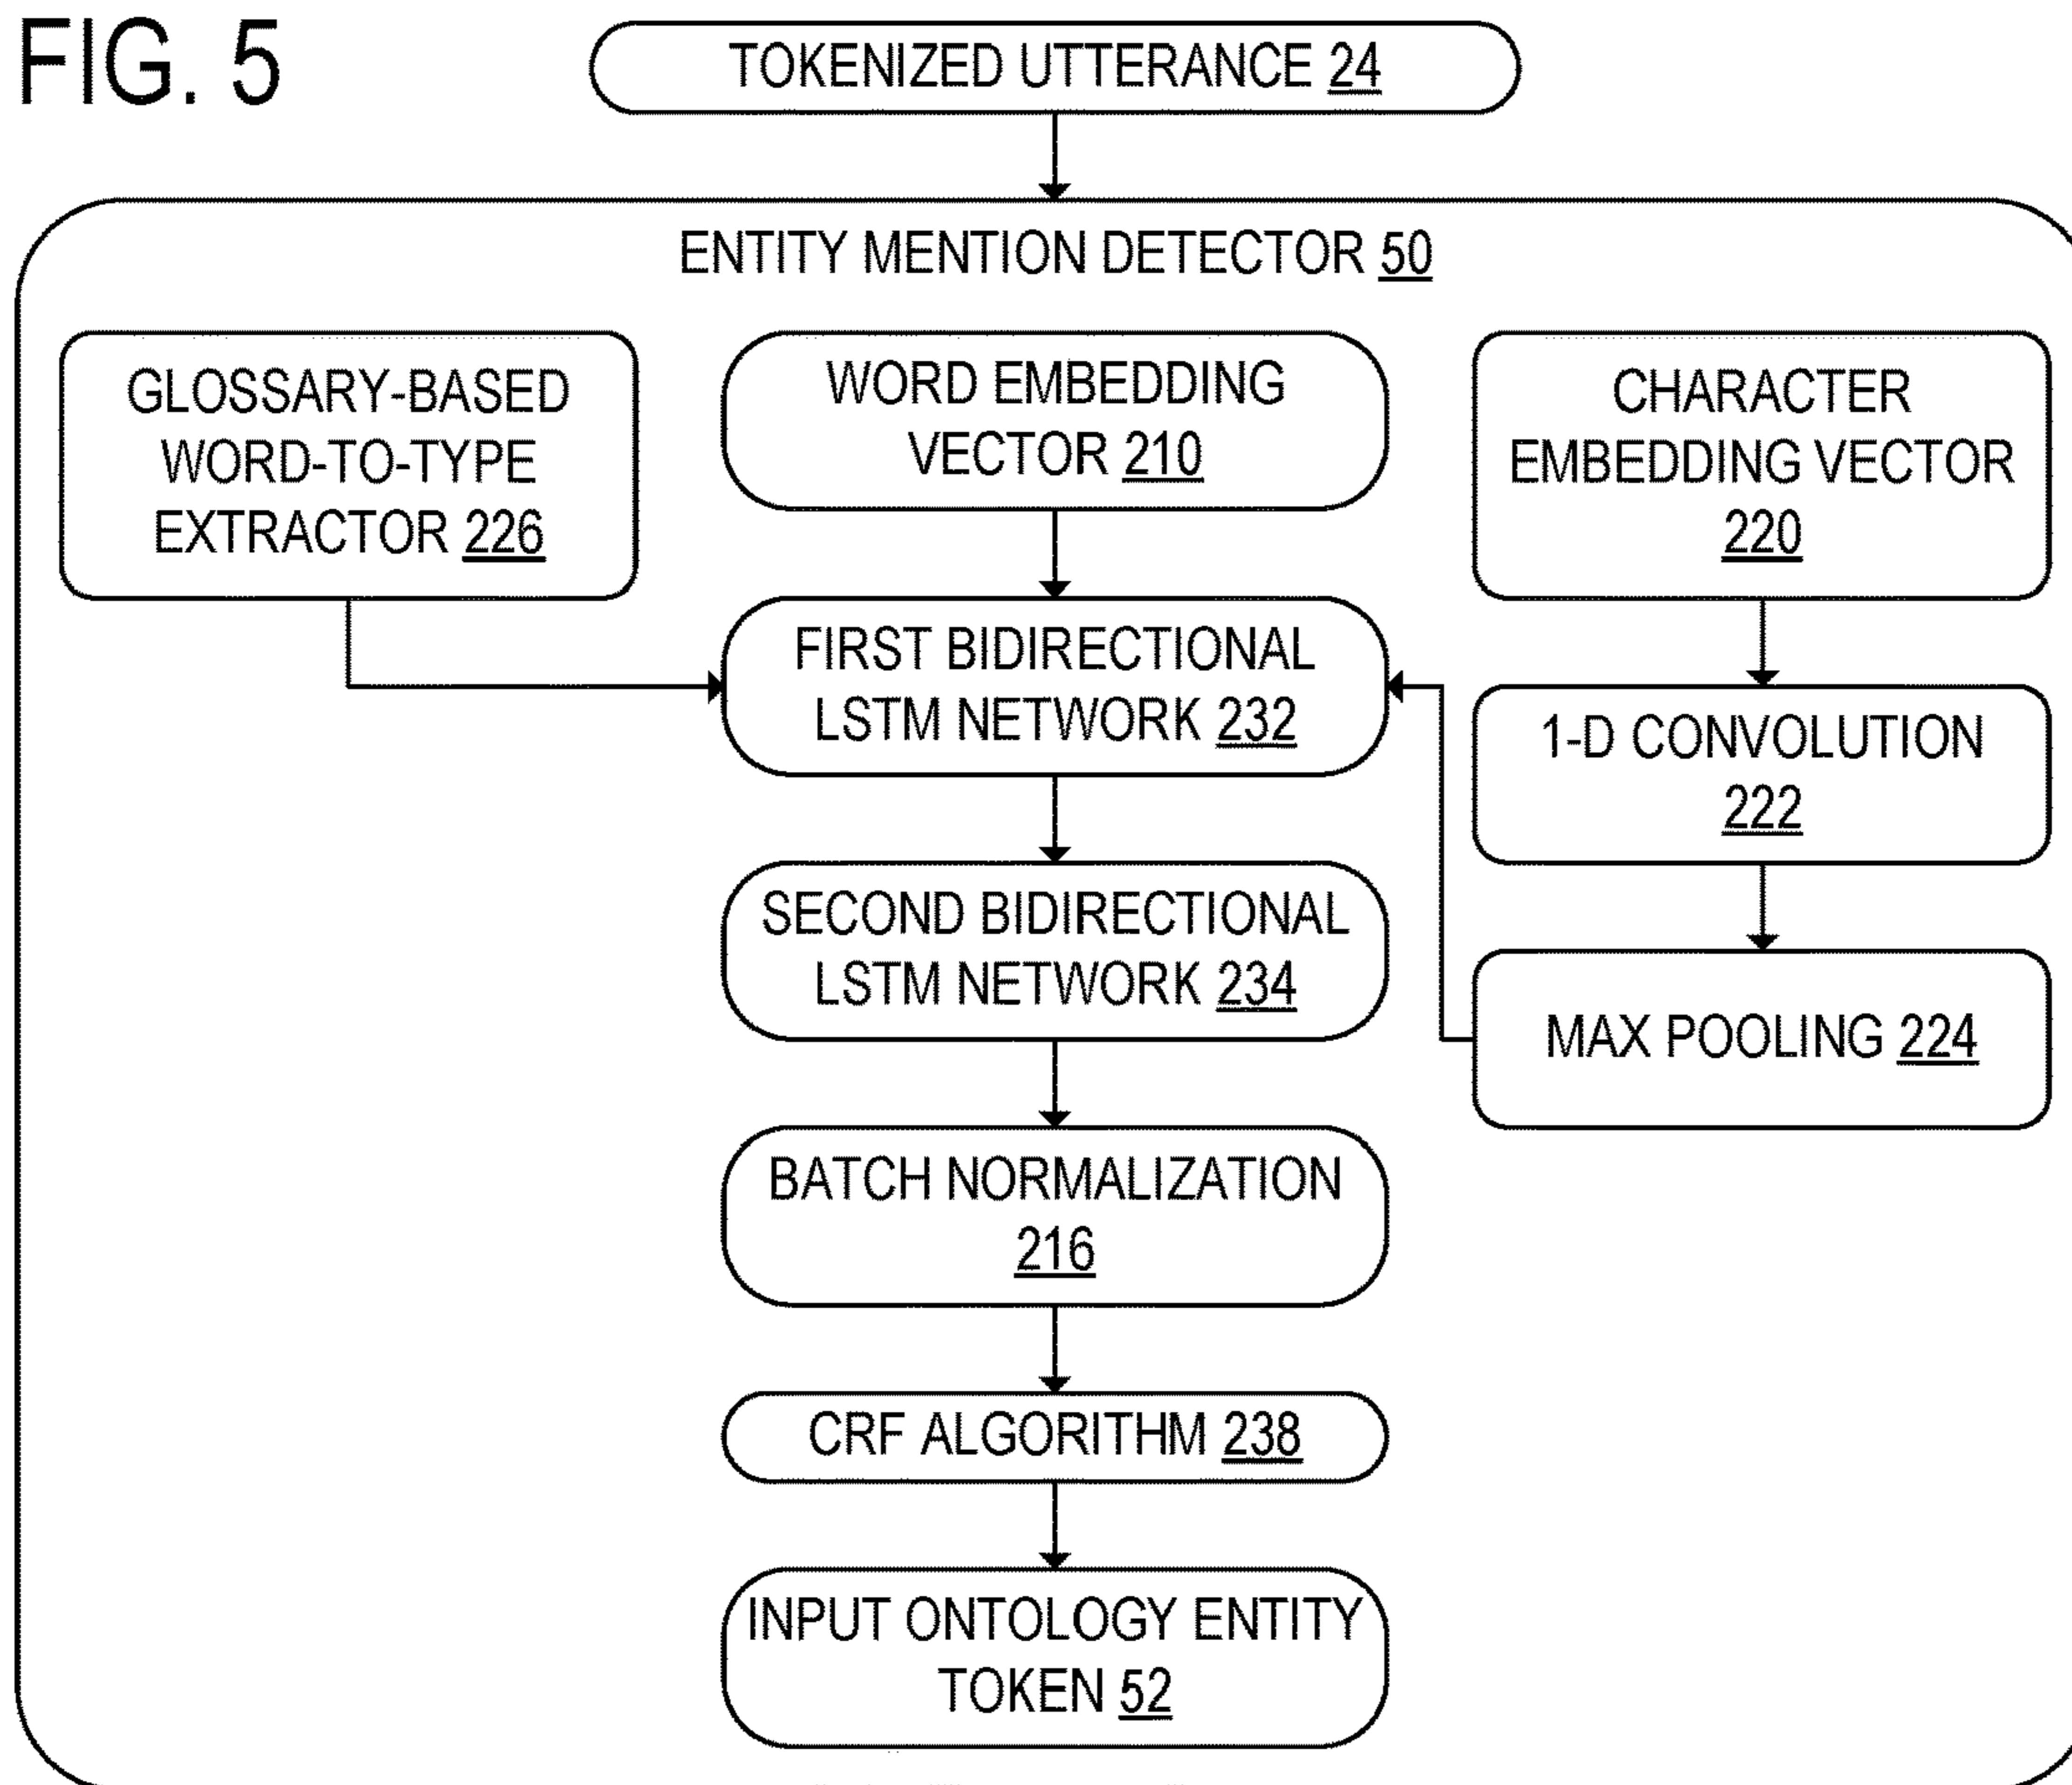 FIG. 5
TOKENIZED UTTERANCE 24
ENTITY MENTION DETECTOR 50
GLOSSARY-BASED
WORD-TO-TYPE
EXTRACTOR 226
WORD EMBEDDING
VECTOR 210
CHARACTER
EMBEDDING VECTOR
220
FIRST BIDIRECTIONAL
LSTM NETWORK 232
1-D CONVOLUTION
222
SECOND BIDIRECTIONAL
LSTM NETWORK 234
MAX POOLING 224
BATCH NORMALIZATION
216
CRF ALGORITHM 238
INPUT ONTOLOGY ENTITY
TOKEN 52